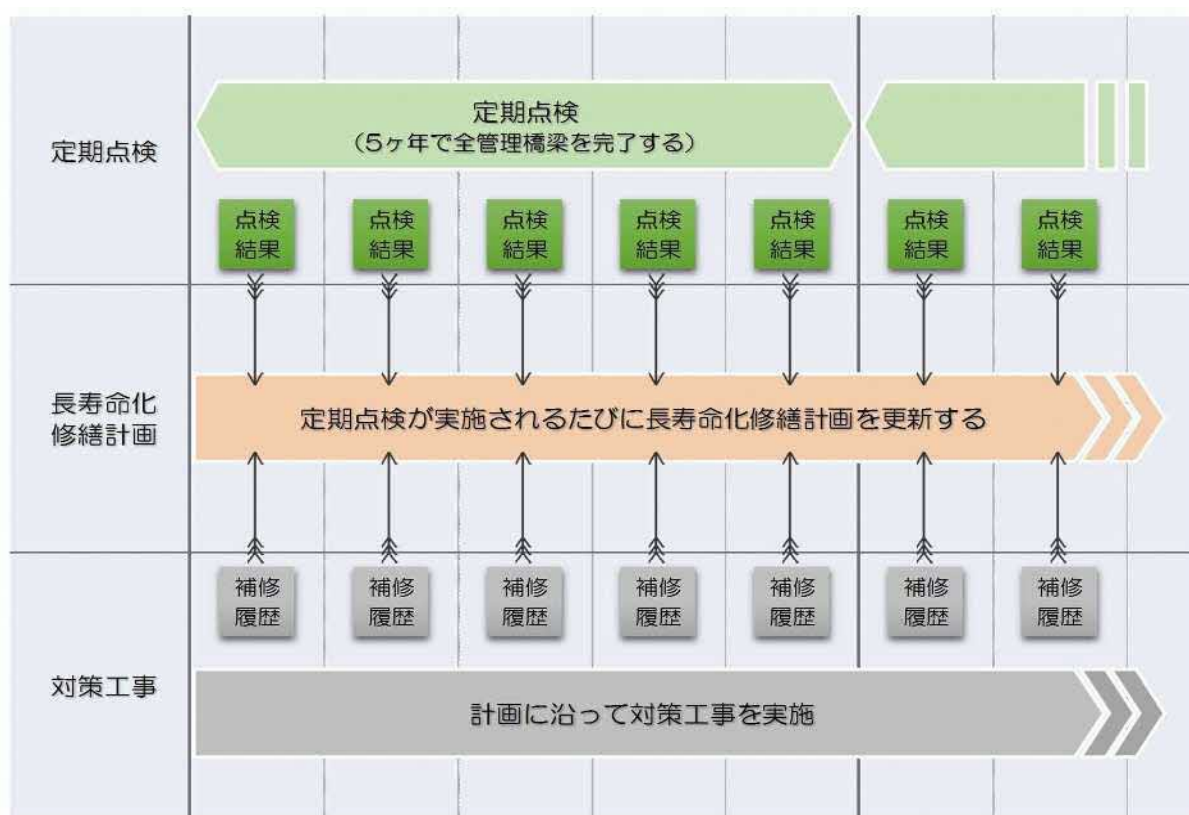 定期点検
定期点検
(5ヶ年で全管理橋梁を完了する)
点検
結果
点検
結果
点検
結果
点検
結果
点検
結果
点検
結果
点検
結果
長寿命化
修繕計画
定期点検が実施されるたびに長寿命化修繕計画を更新する
補修
履歴
補修
履歴
補修
履歴
補修
履歴
補修
履歴
補修
履歴
補修
履歴
対策工事
計画に沿って対策工事を実施